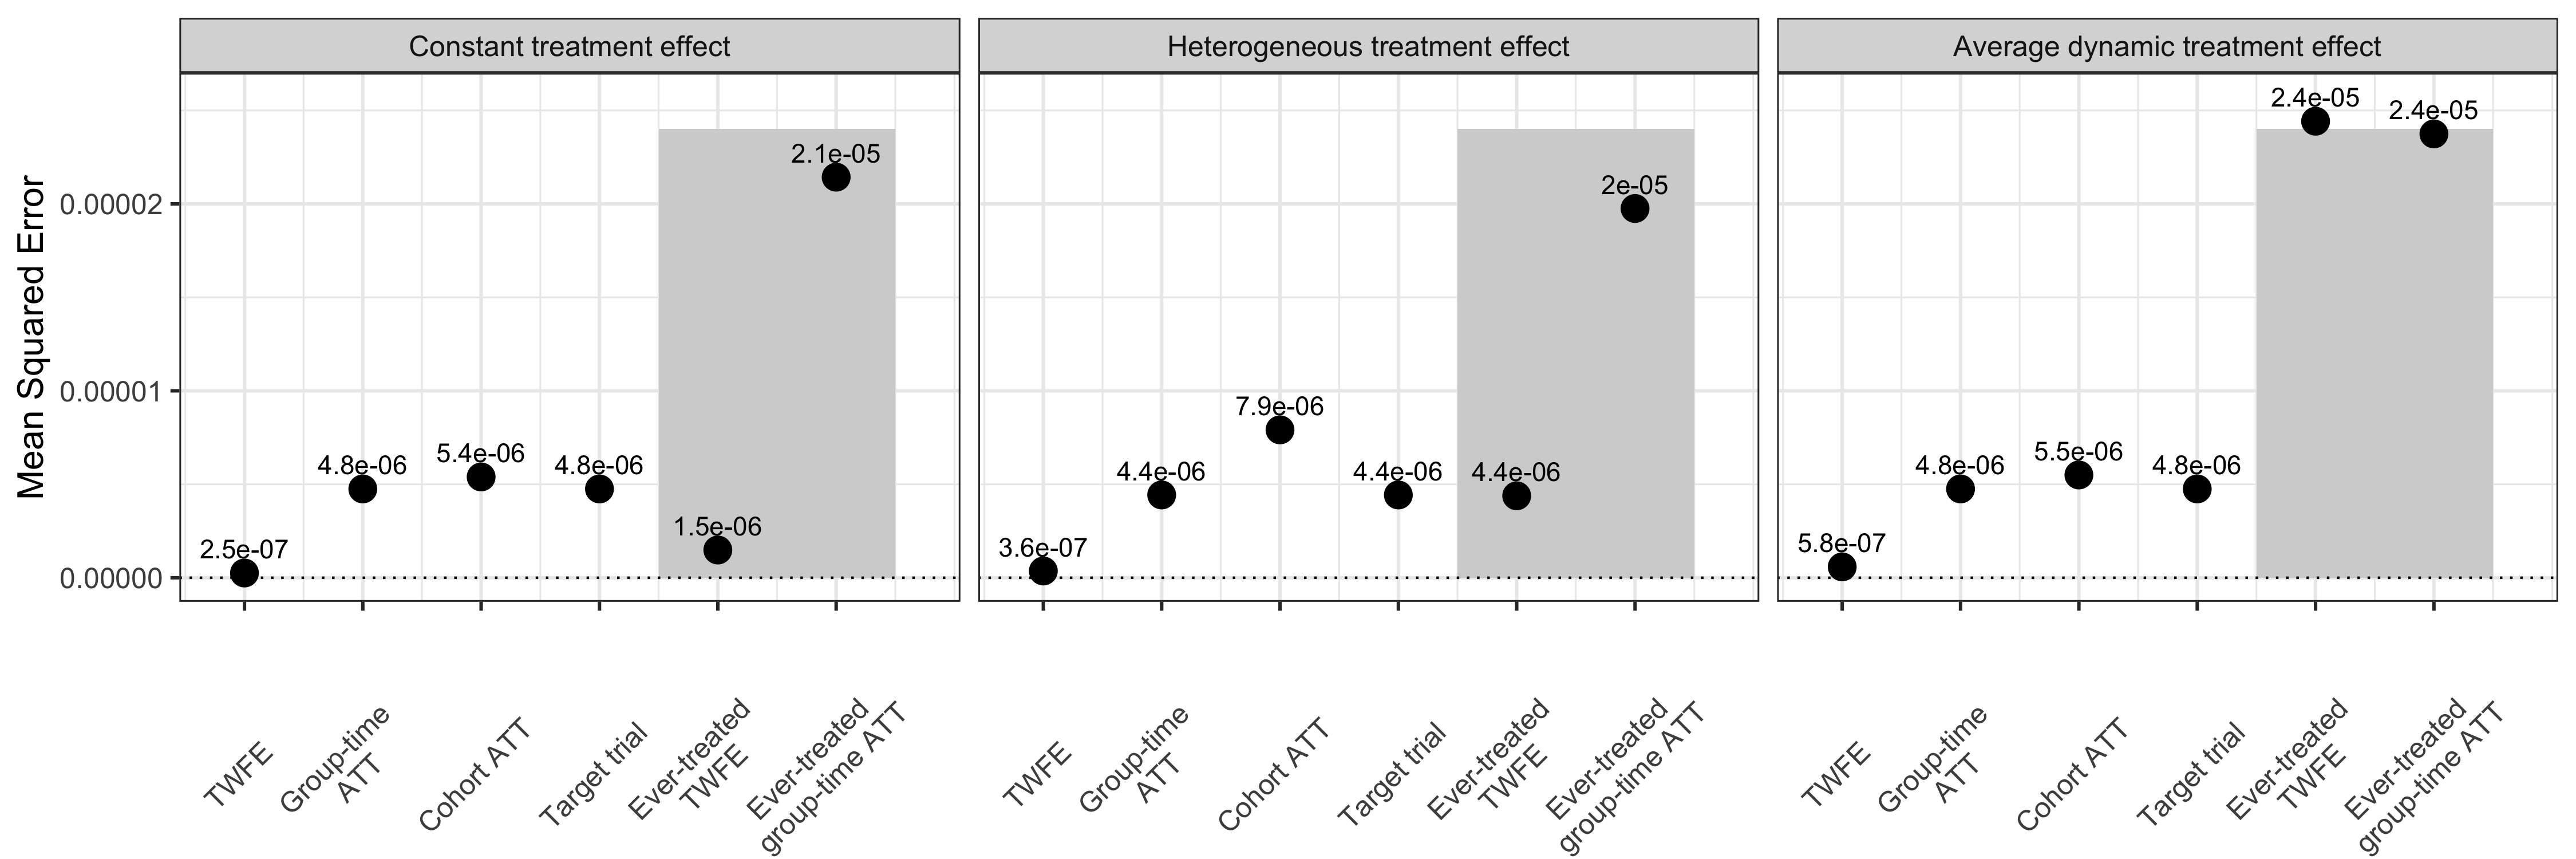 Constant treatment effect
Heterogeneous treatment effect
Average dynamic treatment effect
Mean Squared Error
0.00002
0.00001
0.00000
2.5e-07
4.8e-06
5.4e-06
4.8e-06
1.5e-06
2.1e-05
3.6e-07
4.4e-06
7.9e-06
4.4e-06
4.4e-06
2e-05
5.8e-07
4.8e-06
5.5e-06
4.8e-06
2.4e-05
2.4e-05
TWFE
Group-time
ATT
Cohort ATT
Target trial
Ever-treated
TWFE
Ever-treated
group-time ATT
TWFE
Group-time
ATT
Cohort ATT
Target trial
Ever-treated
TWFE
Ever-treated
group-time ATT
TWFE
Group-time
ATT
Cohort ATT
Target trial
Ever-treated
TWFE
Ever-treated
group-time ATT